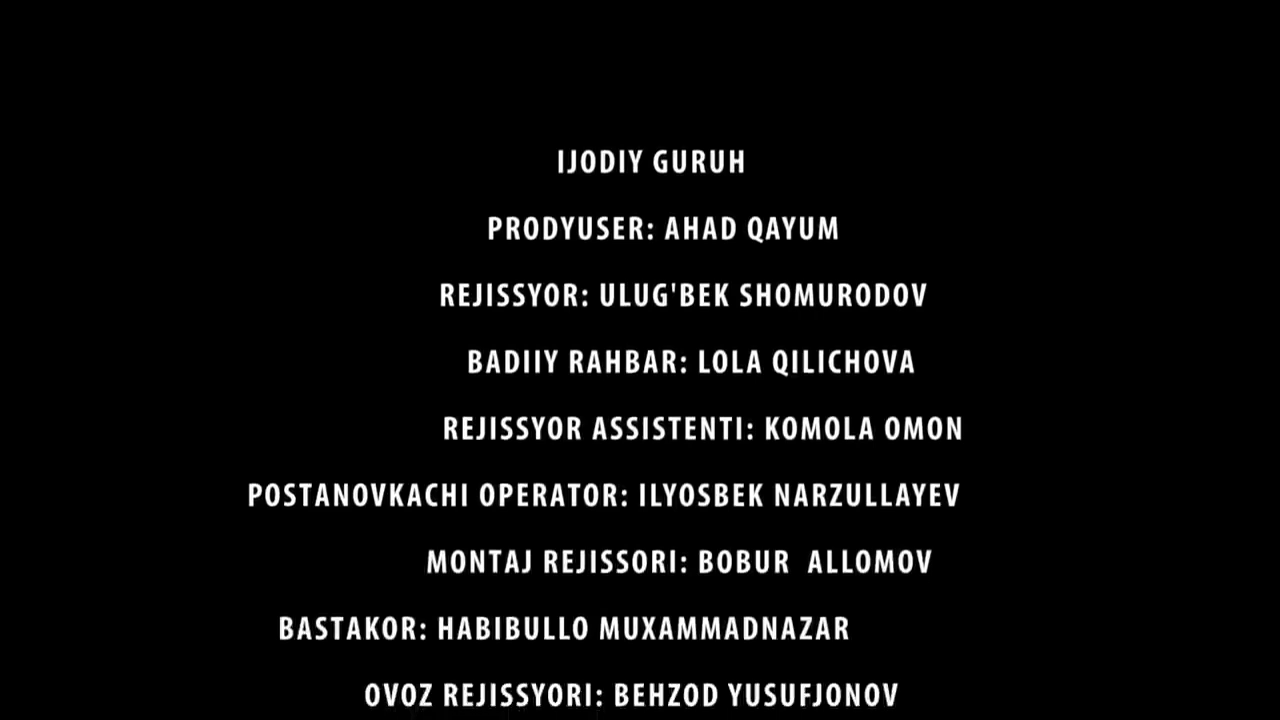 IJODIY GURUH
PRODYUSER: AHAD QAYUM
REJISSYOR: ULUG'BEK SHOMURODOV
BADIIY RAHBAR: LOLA QILICHOVA
REJISSYOR ASSISTENTI: KOMOLA OMON
POSTANOVKACHI OPERATOR: ILYOSBEK NARZULLAYEV
MONTAJ REJISSORI: BOBUR  ALLOMOV
BASTAKOR: HABIBULLO MUXAMMADNAZAR
OVOZ REJISSYORI: BEHZOD YUSUFJONOV